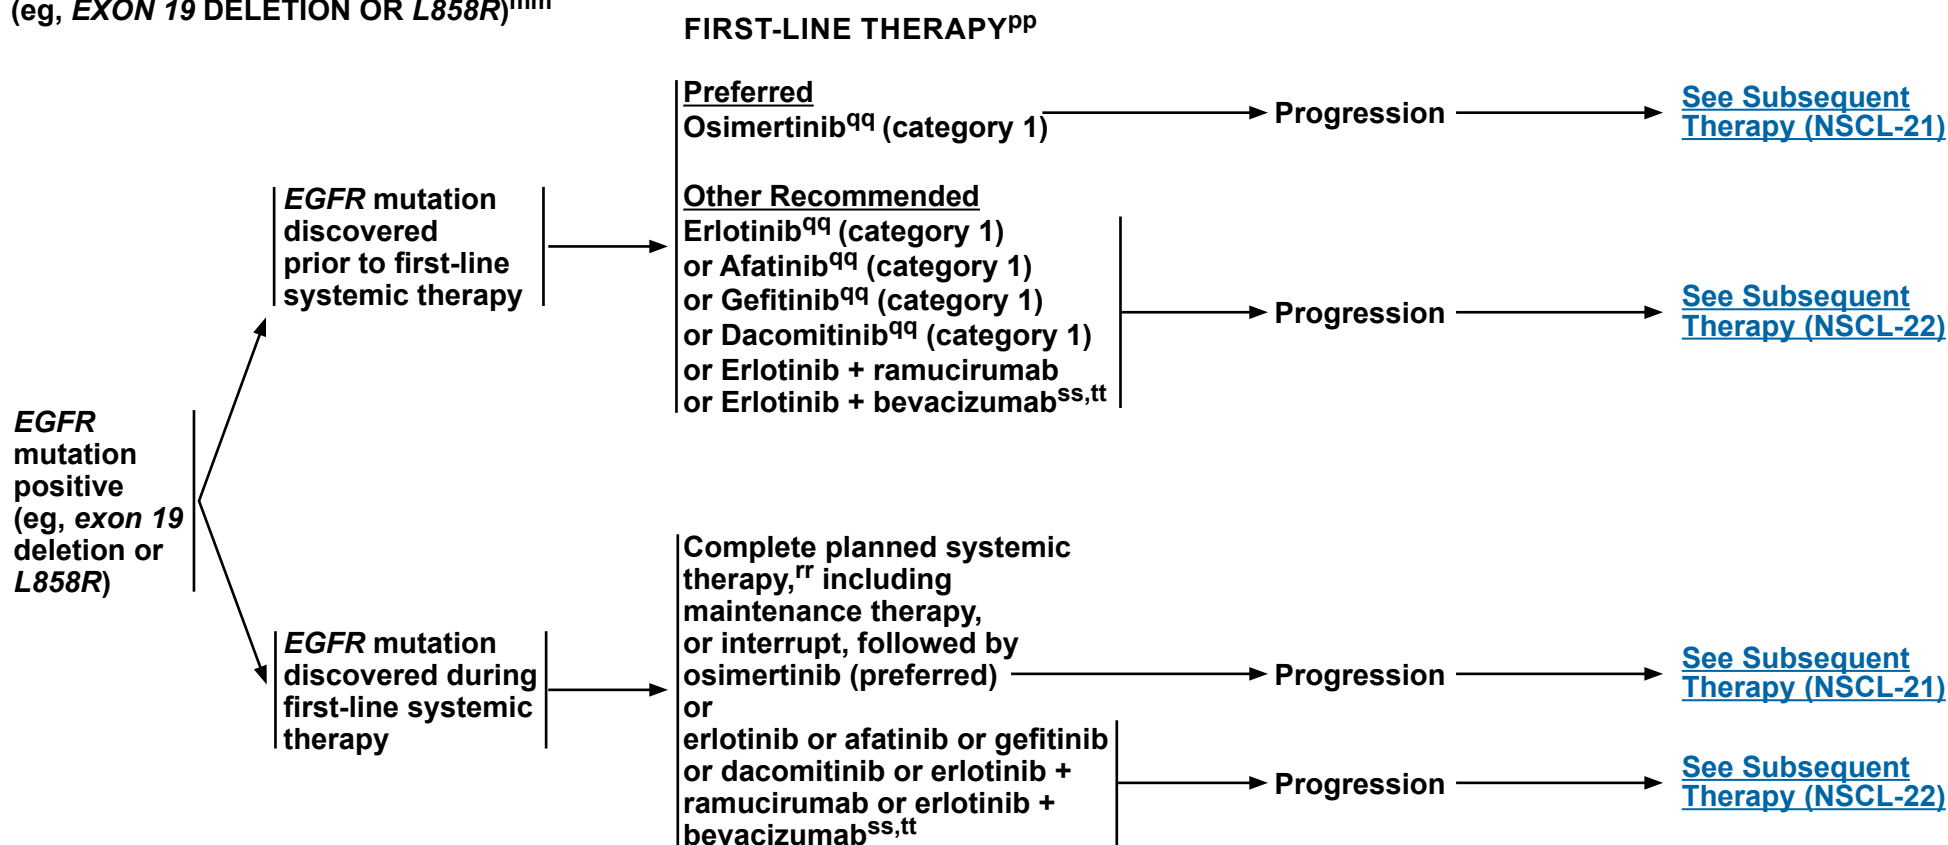 (eg, EXON 19 DELETION OR L858R)mm
FIRST-LINE THERAPYpp
EGFR
mutation
positive
(eg, exon 19
deletion or
L858R)
EGFR mutation
discovered
prior to first-line
systemic therapy
Preferred
Osimertinibqq (category 1)
Progression
See Subsequent
Therapy (NSCL-21)
Other Recommended
Erlotinibqq (category 1)
or Afatinibqq (category 1)
or Gefitinibqq (category 1)
or Dacomitinibqq (category 1)
or Erlotinib + ramucirumab
or Erlotinib + bevacizumabss,tt
Progression
See Subsequent
Therapy (NSCL-22)
EGFR mutation
discovered during
first-line systemic
therapy
Complete planned systemic
therapy,rr including
maintenance therapy,
or interrupt, followed by
osimertinib (preferred)
Progression
See Subsequent
Therapy (NSCL-21)
or
erlotinib or afatinib or gefitinib
or dacomitinib or erlotinib +
ramucirumab or erlotinib +
bevacizumabss,tt
Progression
See Subsequent
Therapy (NSCL-22)